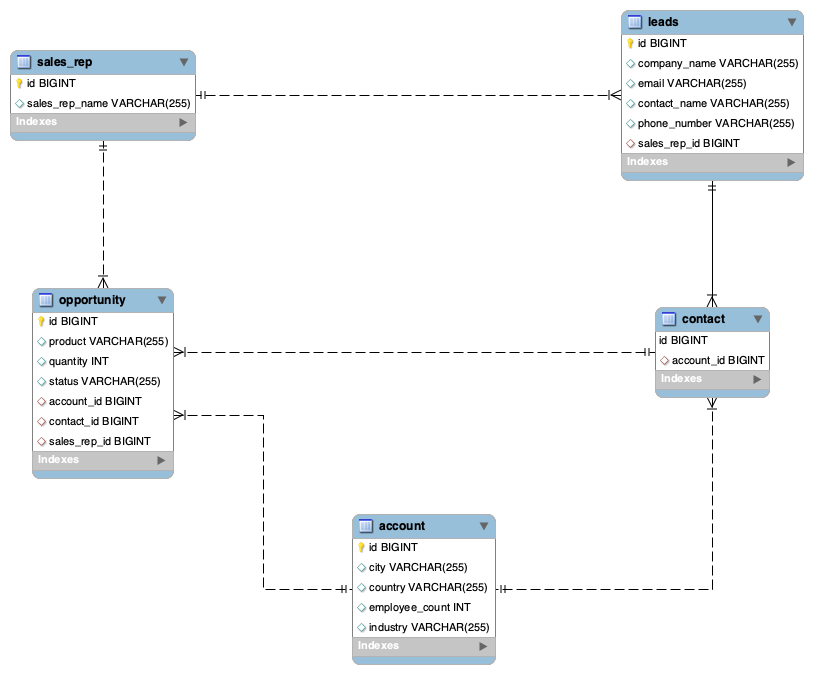 sales_rep
id BIGINT
sales_rep_name VARCHAR(255)
Indexes
leads
id BIGINT
company_name VARCHAR(255)
email VARCHAR(255)
contact_name VARCHAR(255)
phone_number VARCHAR(255)
sales_rep_id BIGINT
Indexes
opportunity
id BIGINT
product VARCHAR(255)
quantity INT
status VARCHAR(255)
account_id BIGINT
contact_id BIGINT
sales_rep_id BIGINT
Indexes
contact
id BIGINT
account_id BIGINT
Indexes
account
id BIGINT
city VARCHAR(255)
country VARCHAR(255)
employee_count INT
industry VARCHAR(255)
Indexes